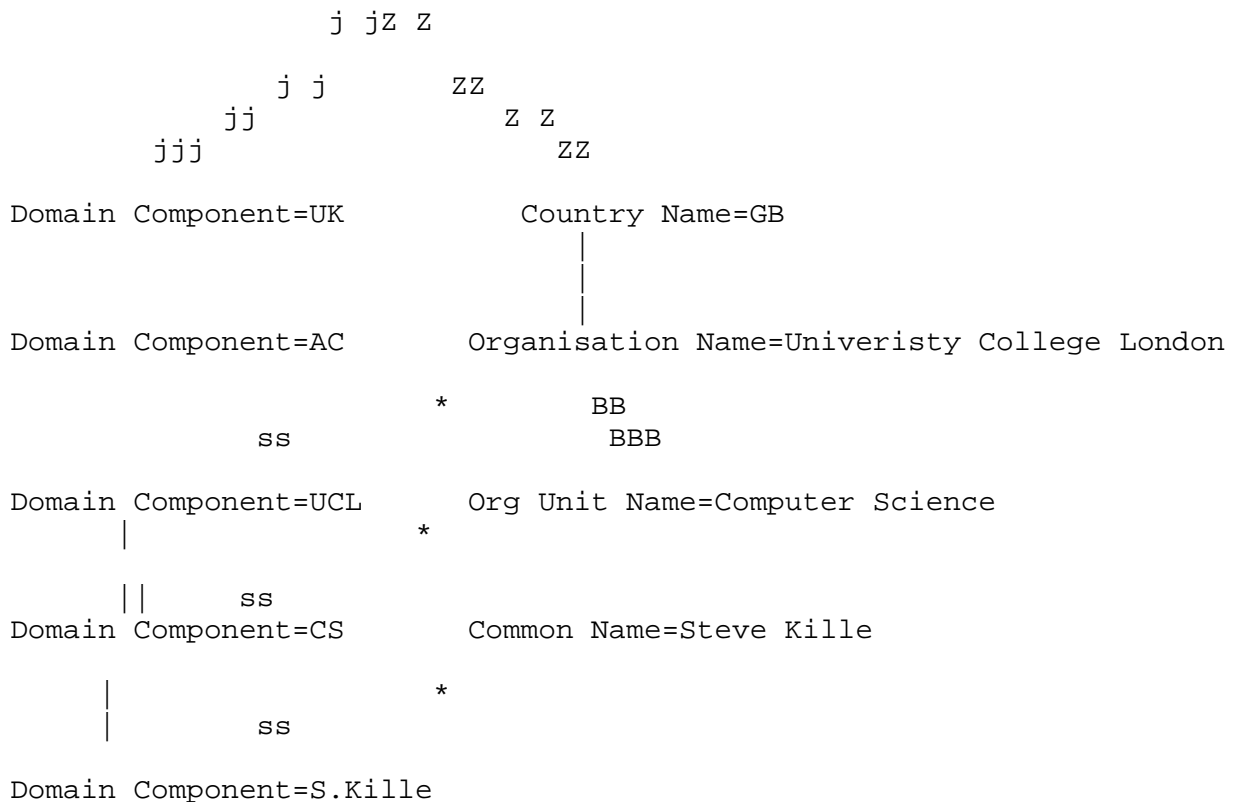 j jZ Z
j j ZZ
jj Z Z
jjj ZZ
Domain Component=UK Country Name=GB
|
|
|
Domain Component=AC Organisation Name=Univeristy College London
* BB
ss BBB
Domain Component=UCL Org Unit Name=Computer Science
| *
|| ss
Domain Component=CS Common Name=Steve Kille
| *
| ss
Domain Component=S.Kille